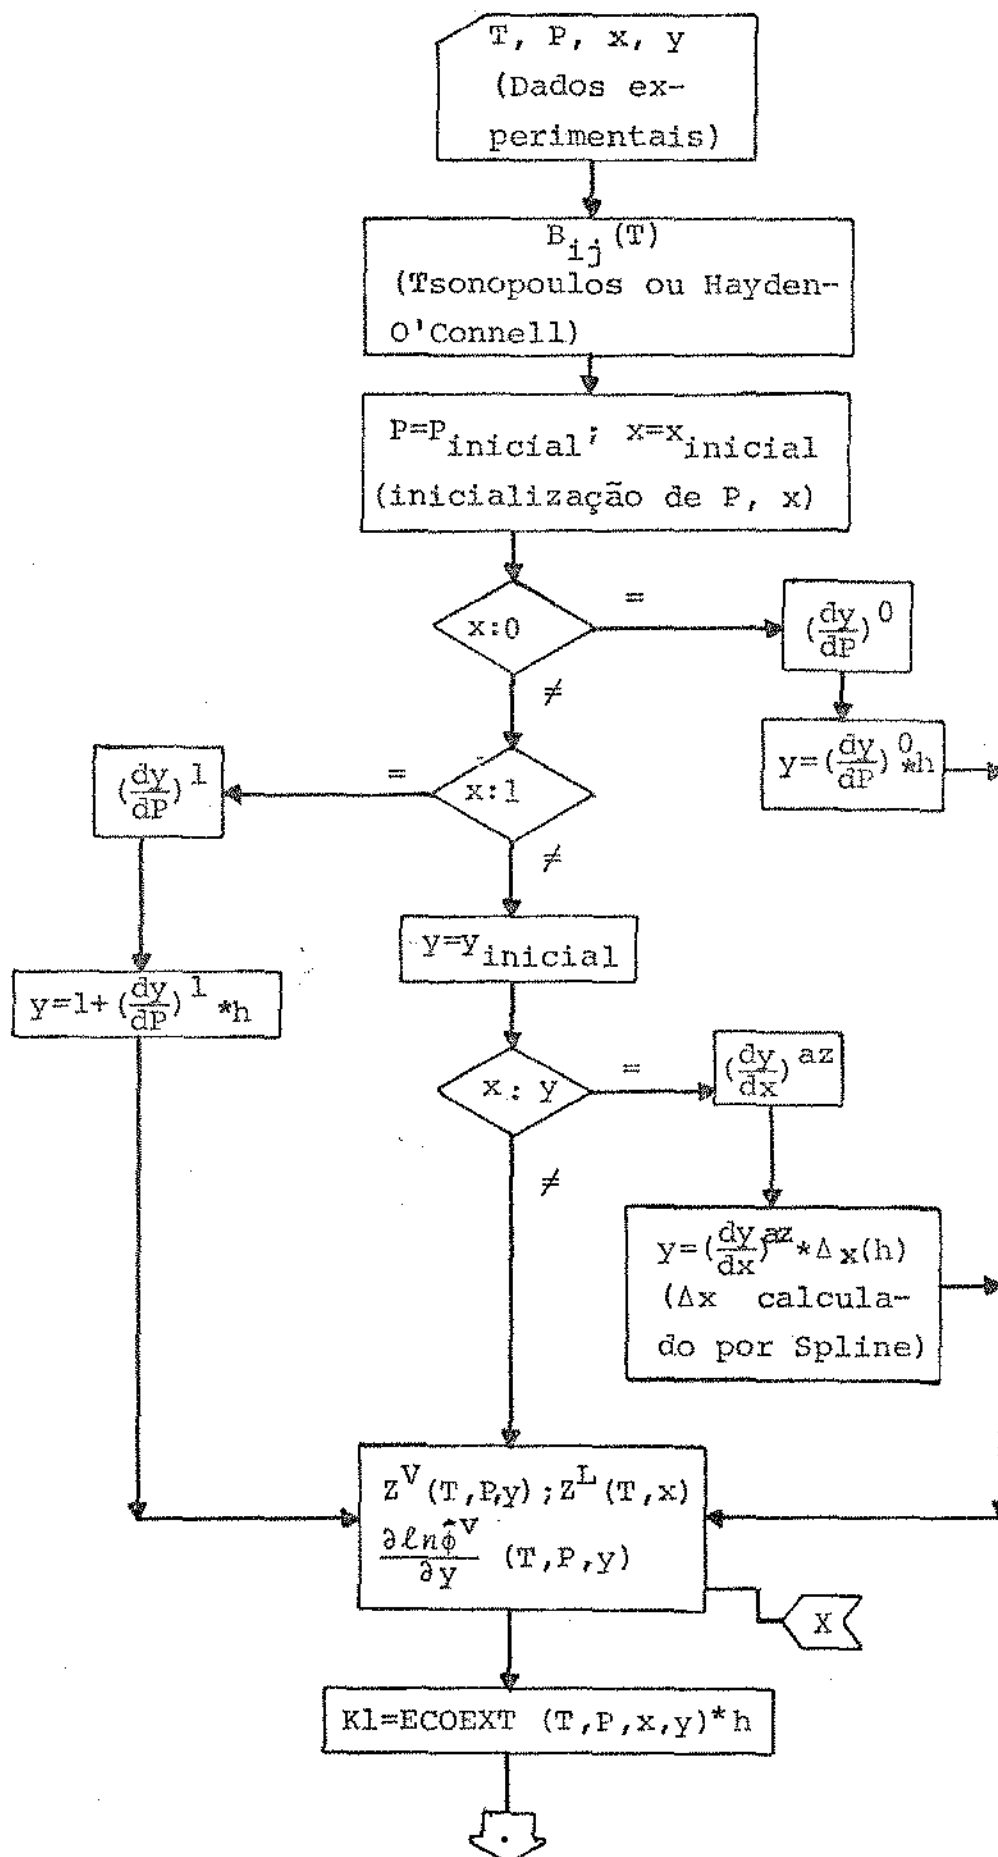 T, P, x, y
(Dados ex-
perimentais)
B_ij(T)
(Tsonopoulos ou Hayden-
O'Connell)
P=P_inicial; x=x_inicial
(inicialização de P, x)
x:0
=
(dy/dP)^0
≠
y=(dy/dP)^0*h
x:1
=
(dy/dP)^1
≠
y=y_inicial
y=1+(dy/dP)^1*h
x: y
=
(dy/dx)^az
≠
y=(dy/dx)^az*Δx(h)
(Δx calcula-
do por Spline)
Z^V(T,P,y);Z^L(T,x)
∂ℓnφ̂^V/∂y (T,P,y)
X
K1=ECOEXT (T,P,x,y)*h